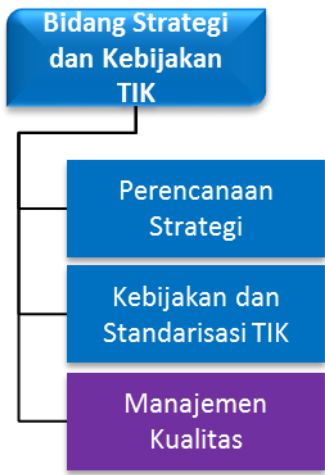 Bidang Strategi
dan Kebijakan
TIK
Perencanaan
Strategi
Kebijakan dan
Standarisasi TIK
Manajemen
Kualitas